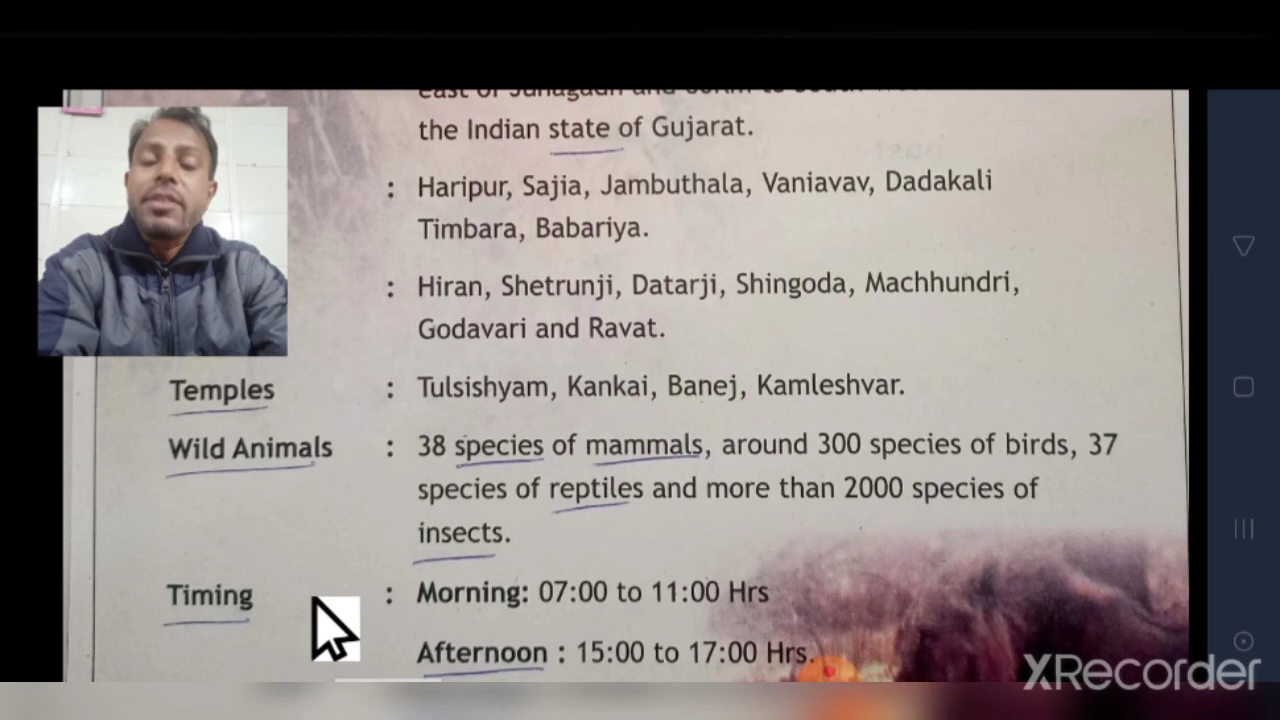 the Indian state of Gujarat.
: Haripur, Sajia, Jambuthala, Vaniavav, Dadakali
Timbara, Babariya.
: Hiran, Shetrunji, Datarji, Shingoda, Machhundri,
Godavari and Ravat.
Temples : Tulsishyam, Kankai, Banej, Kamleshvar.
Wild Animals : 38 species of mammals, around 300 species of birds, 37
species of reptiles and more than 2000 species of
insects.
Timing : Morning: 07:00 to 11:00 Hrs
Afternoon : 15:00 to 17:00 Hrs.
XRecorder